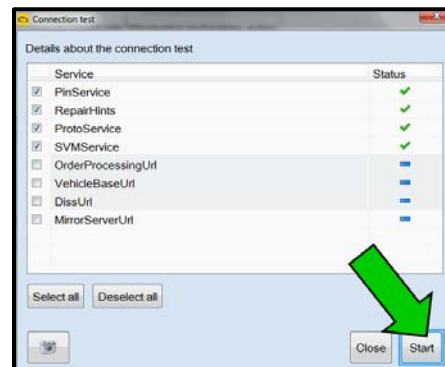 Connection test
Details about the connection test
Service Status
PinService
RepairHints
ProtoService
SVMService
OrderProcessingUrl
VehicleBaseUrl
DissUrl
MirrorServerUrl
Select all Deselect all
Close Start